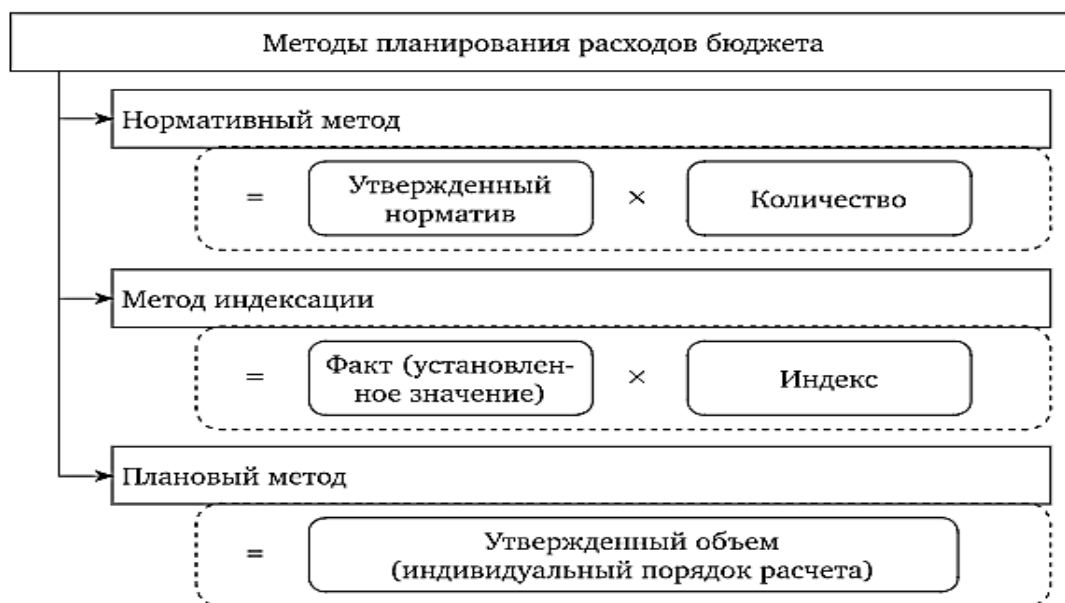 Методы планирования расходов бюджета
Нормативный метод
= Утвержденный × Количество
норматив
Метод индексации
= Факт (установлен- × Индекс
ное значение)
Плановый метод
= Утвержденный объем
(индивидуальный порядок расчета)